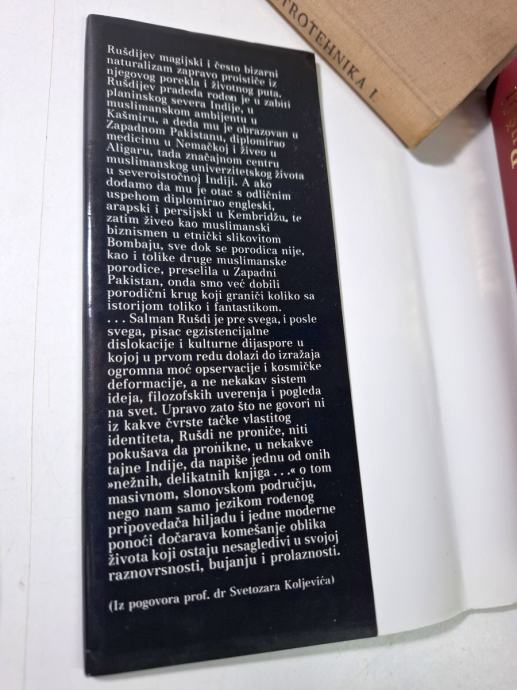 TROTEHNIKA I.
Rušdijev magijski i često bizarni
naturalizam zapravo proističe iz
njegovog porekla i životnog puta.
Rušdijev pradeda rođen je u zabiti
planinskog severa Indije, u
muslimanskom ambijentu u
Kašmiru, a deda mu je obrazovan u
Zapadnom Pakistanu, diplomirao
medicinu u Nemačkoj i živeo u
Aligaru, tada značajnom centru
muslimanskog univerzitetskog života
u severoistočnoj Indiji. A ako
dodamo da mu je otac s odličnim
uspehom diplomirao engleski,
arapski i persijski u Kembridžu, te
zatim živeo kao muslimanski
biznismen u etnički slikovitom
Bombaju, sve dok se porodica nije,
kao i tolike druge muslimanske
porodice, preselila u Zapadni
Pakistan, onda smo već dobili
porodični krug koji graniči koliko sa
istorijom toliko i fantastikom.
... Salman Rušdi je pre svega, i posle
svega, pisac egzistencijalne
dislokacije i kulturne dijaspore u
kojoj u prvom redu dolazi do izražaja
ogromna moć opservacije i kosmičke
deformacije, a ne nekakav sistem
ideja, filozofskih uverenja i pogleda
na svet. Upravo zato što ne govori ni
iz kakve čvrste tačke vlastitog
identiteta, Rušdi ne proniče, niti
pokušava da pronikne, u nekakve
tajne Indije, da napiše jednu od onih
»nežnih, delikatnih knjiga ...« o tom
masivnom, slonovskom području,
nego nam samo jezikom rođenog
pripovedača hiljadu i jedne moderne
ponoći dočarava komešanje oblika
života koji ostaju nesagledivi u svojoj
raznovrsnosti, bujanju i prolaznosti.
(Iz pogovora prof. dr Svetozara Koljevića)